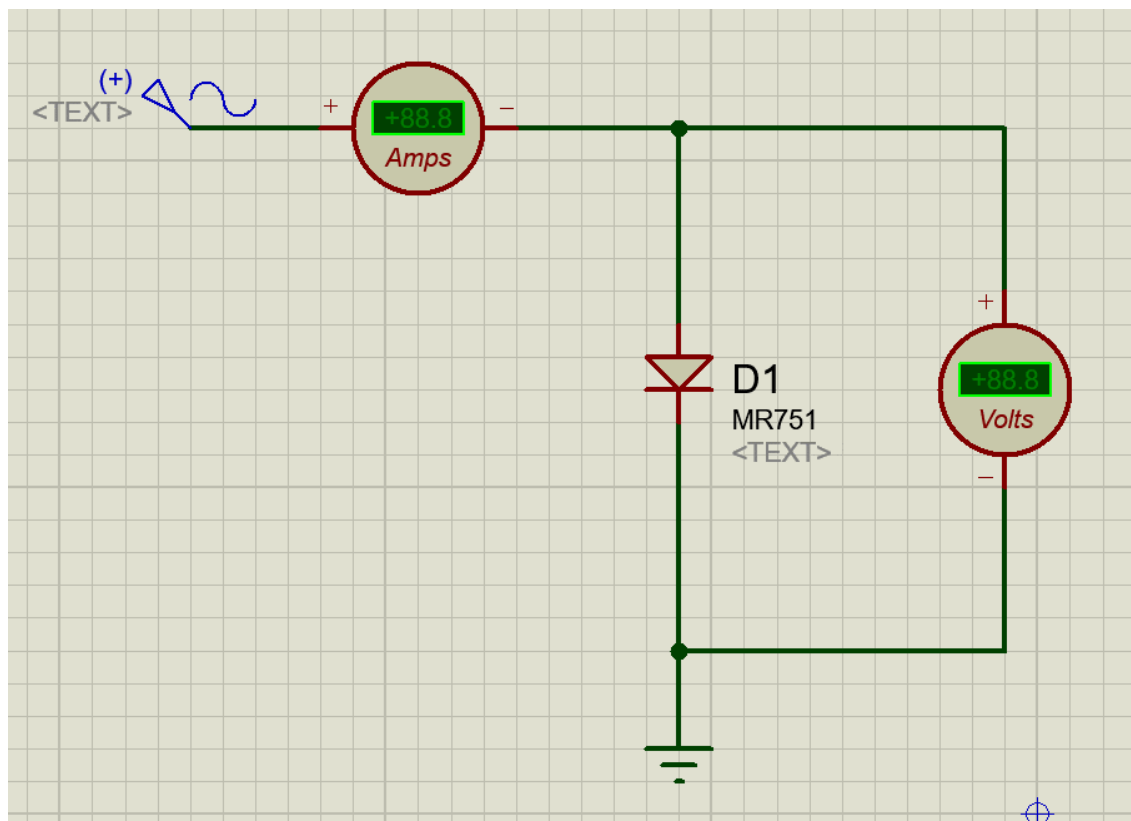 (+)
<TEXT>
+
+88.8
Amps
−
D1
MR751
<TEXT>
+
+88.8
Volts
−